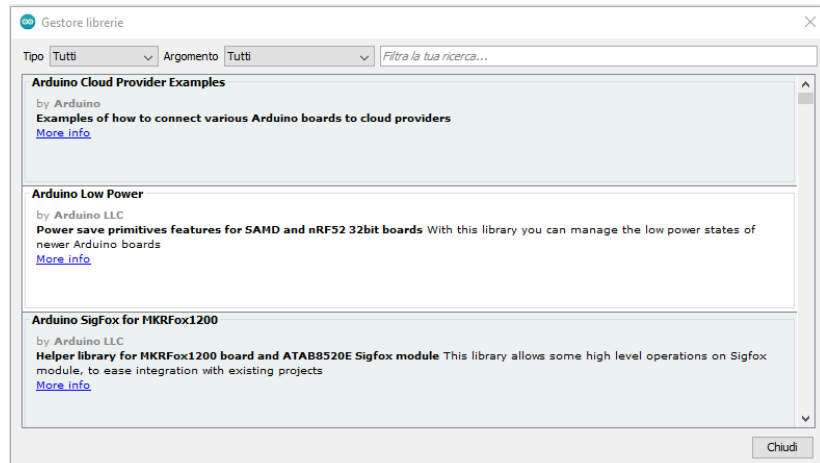 Gestore librerie
Tipo Tutti Argomento Tutti Filtra la tua ricerca...
Arduino Cloud Provider Examples
by Arduino
Examples of how to connect various Arduino boards to cloud providers
More info
Arduino Low Power
by Arduino LLC
Power save primitives features for SAMD and nRF52 32bit boards With this library you can manage the low power states of
newer Arduino boards
More info
Arduino SigFox for MKRFox1200
by Arduino LLC
Helper library for MKRFox1200 board and ATAB8520E Sigfox module This library allows some high level operations on Sigfox
module, to ease integration with existing projects
More info
Chiudi